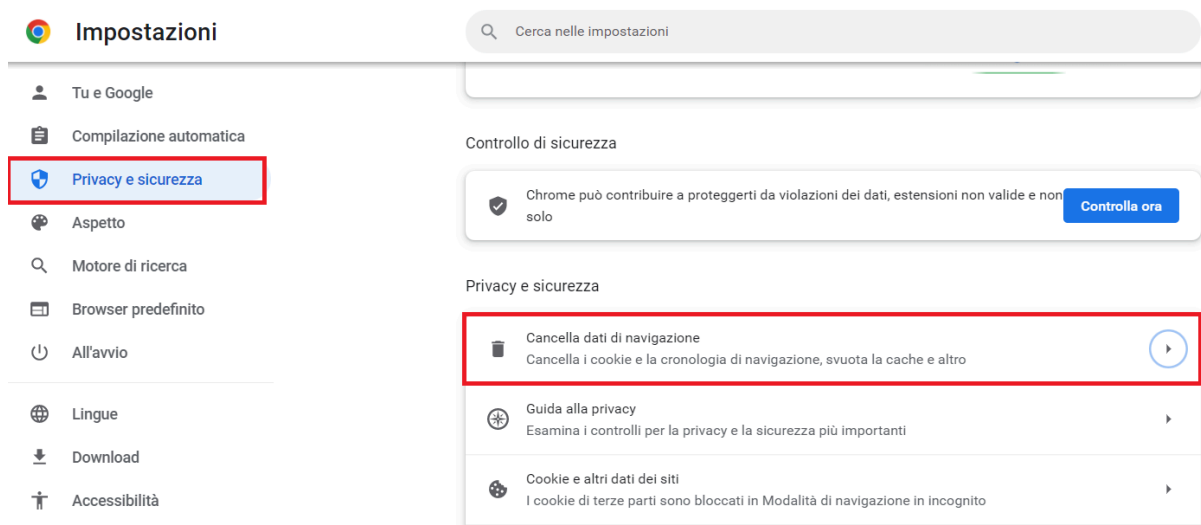 Impostazioni
Cerca nelle impostazioni
Tu e Google
Compilazione automatica
Privacy e sicurezza
Aspetto
Motore di ricerca
Browser predefinito
All'avvio
Lingue
Download
Accessibilità
Controllo di sicurezza
Chrome può contribuire a proteggerti da violazioni dei dati, estensioni non valide e non
solo
Controlla ora
Privacy e sicurezza
Cancella dati di navigazione
Cancella i cookie e la cronologia di navigazione, svuota la cache e altro
Guida alla privacy
Esamina i controlli per la privacy e la sicurezza più importanti
Cookie e altri dati dei siti
I cookie di terze parti sono bloccati in Modalità di navigazione in incognito